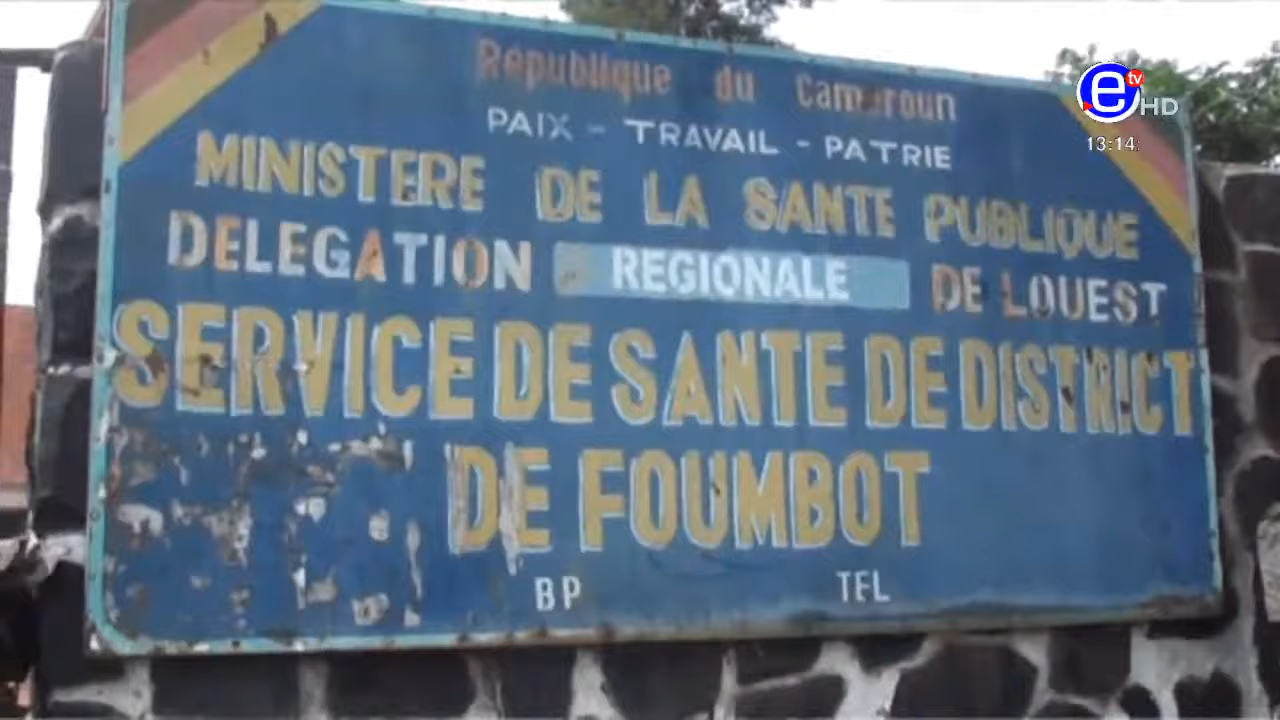 République du Cameroun
PAIX - TRAVAIL - PATRIE
MINISTERE DE LA SANTE PUBLIQUE
DELEGATION REGIONALE DE LOUEST
SERVICE DE SANTE DE DISTRICT
DE FOUMBOT
BP TEL
e tv HD
13:14: